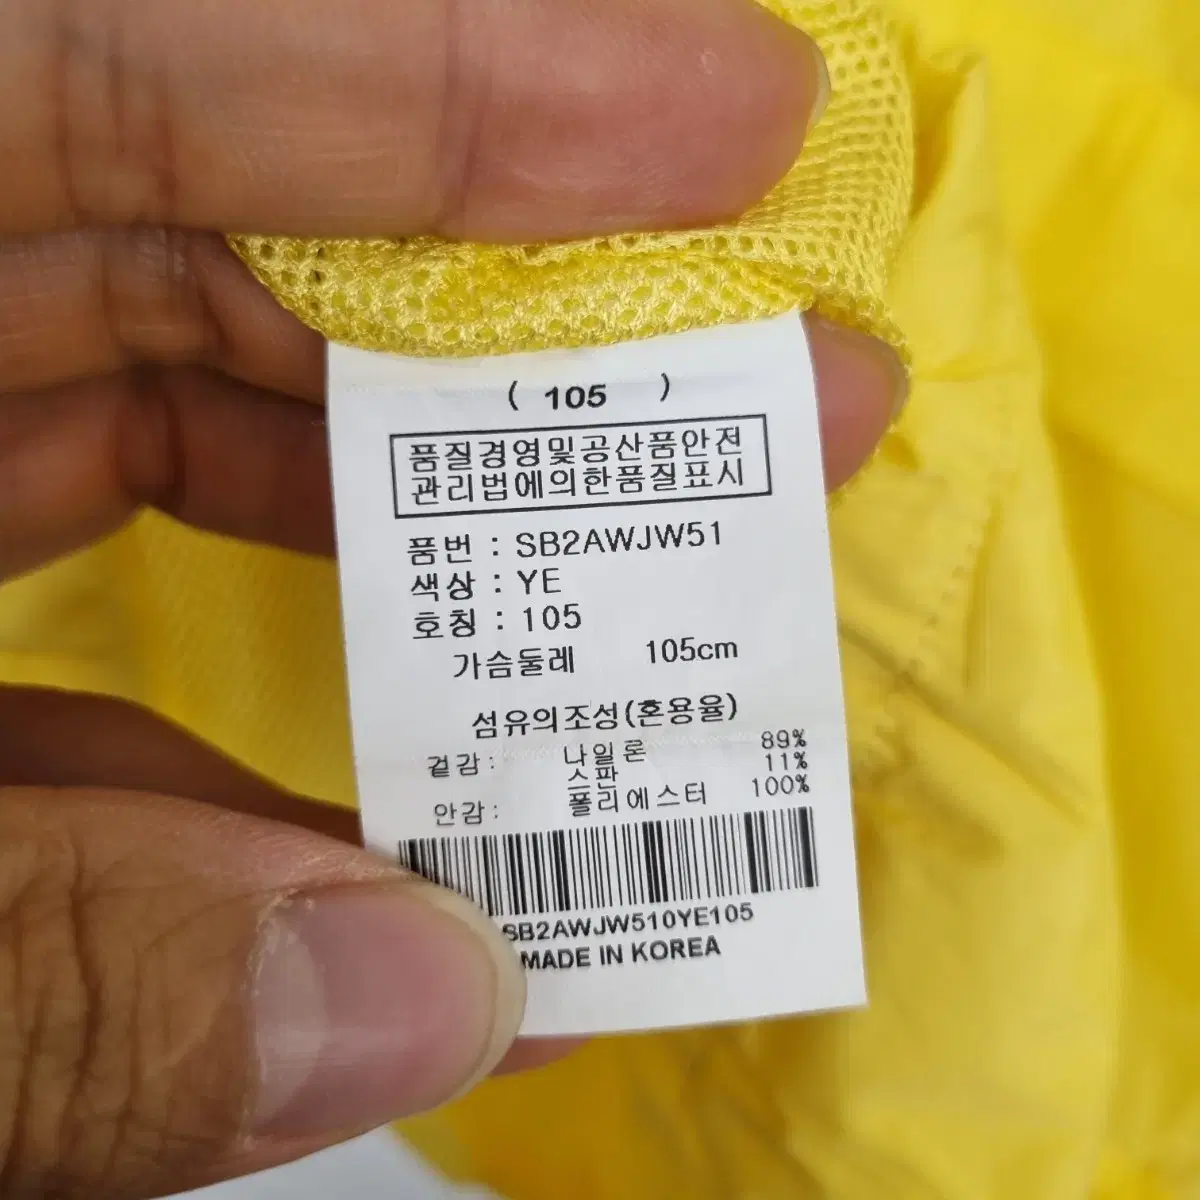 ( 105 )
품질경영및공산품안전
관리법에의한품질표시
품번 : SB2AWJW51
색상 : YE
호칭 : 105
가슴둘레 105cm
섬유의조성(혼용율)
겉감 : 나일론 89%
스판 11%
안감 : 폴리에스터 100%
SB2AWJW510YE105
MADE IN KOREA